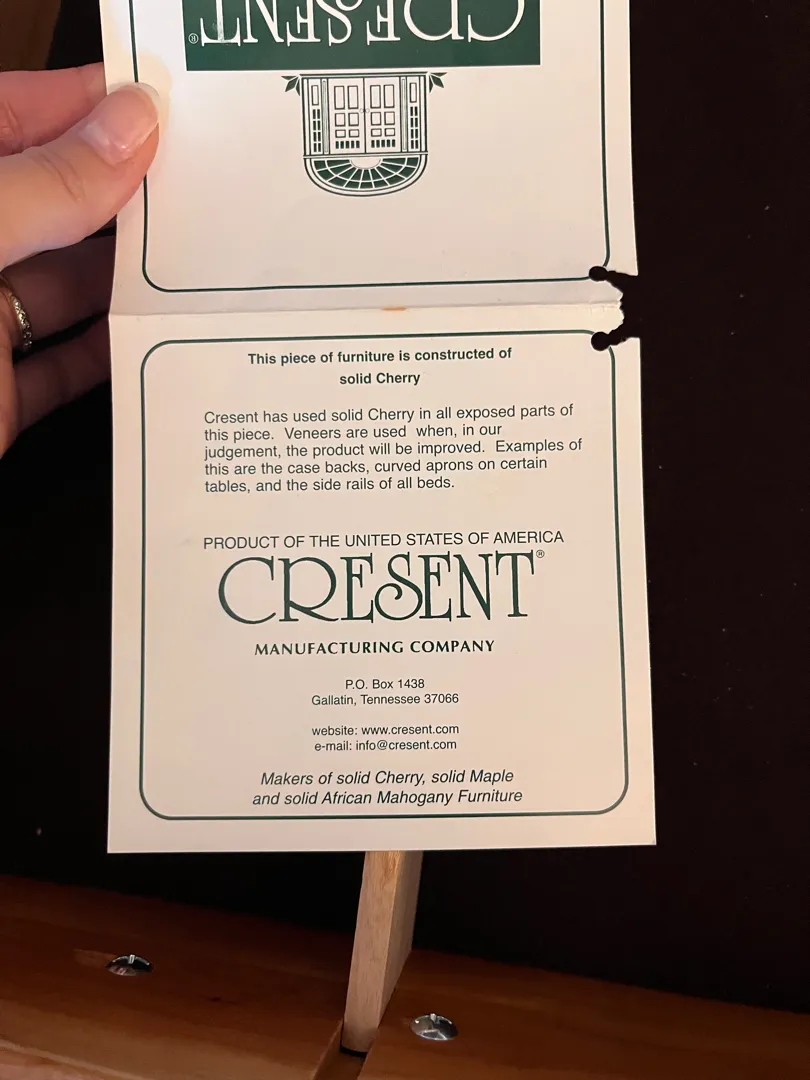 CRESENT®
This piece of furniture is constructed of
solid Cherry
Cresent has used solid Cherry in all exposed parts of
this piece. Veneers are used when, in our
judgement, the product will be improved. Examples of
this are the case backs, curved aprons on certain
tables, and the side rails of all beds.
PRODUCT OF THE UNITED STATES OF AMERICA
CRESENT®
MANUFACTURING COMPANY
P.O. Box 1438
Gallatin, Tennessee 37066
website: www.cresent.com
e-mail: info@cresent.com
Makers of solid Cherry, solid Maple
and solid African Mahogany Furniture